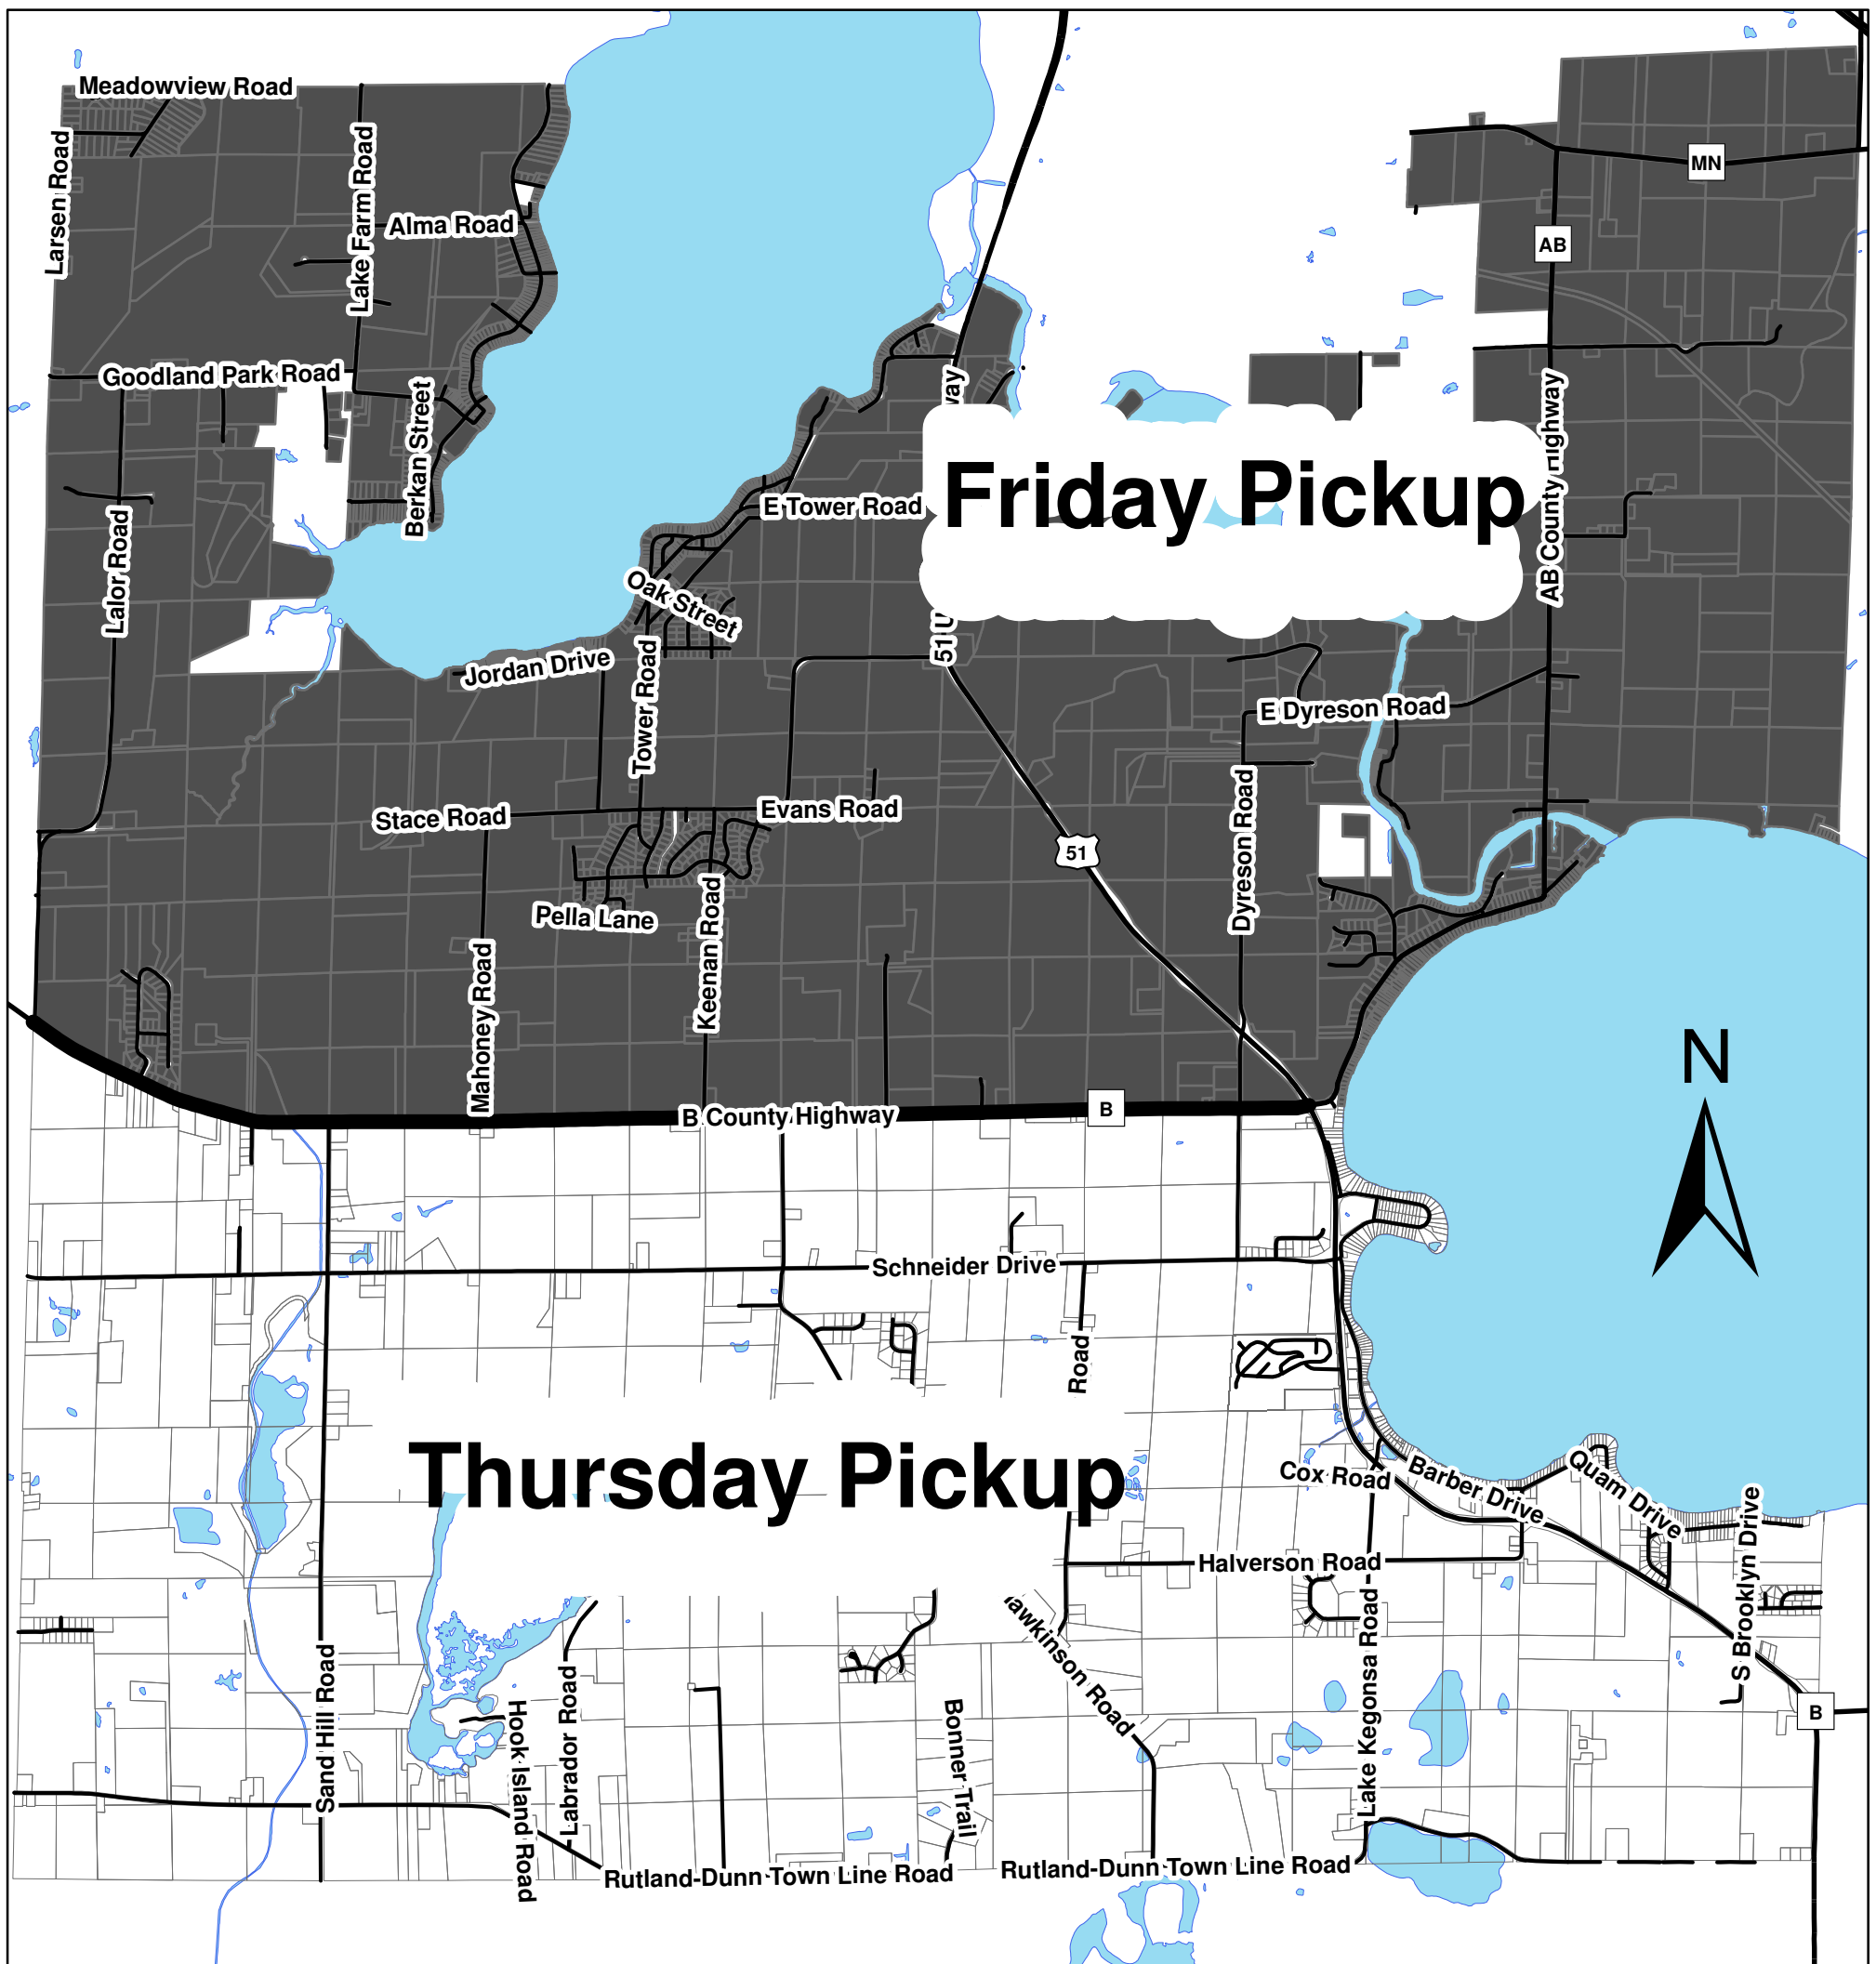 Meadowview Road
MN
Larsen Road
Lake Farm Road
Alma Road
AB
Goodland Park Road
Berkan Street
AB County Highway
Friday Pickup
E Tower Road
Lalor Road
Oak Street
51 U
way
Jordan Drive
Tower Road
E Dyreson Road
Stace Road
Evans Road
51
Dyreson Road
Pella Lane
Keenan Road
Mahoney Road
N
B County Highway
B
Schneider Drive
Road
Thursday Pickup
Cox Road
Barber Drive
Quam Drive
S Brooklyn Drive
Halverson Road
awkinson Road
Lake Kegonsa Road
Sand Hill Road
Hook Island Road
Labrador Road
Bonner Trail
B
Rutland-Dunn Town Line Road
Rutland-Dunn Town Line Road